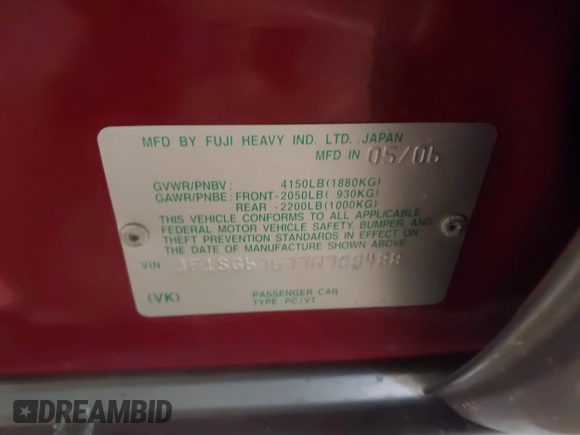 MFD BY FUJI HEAVY IND. LTD., JAPAN
MFD IN 05/06
GVWR/PNBV: 4150LB(1880KG)
GAWR/PNBE: FRONT-2050LB( 930KG)
REAR -2200LB(1000KG)
THIS VEHICLE CONFORMS TO ALL APPLICABLE
FEDERAL MOTOR VEHICLE SAFETY, BUMPER, AND
THEFT PREVENTION STANDARDS IN EFFECT ON
THE DATE OF MANUFACTURE SHOWN ABOVE.
VIN
(VK)
PASSENGER CAR
TYPE PC/VT
DREAMBID